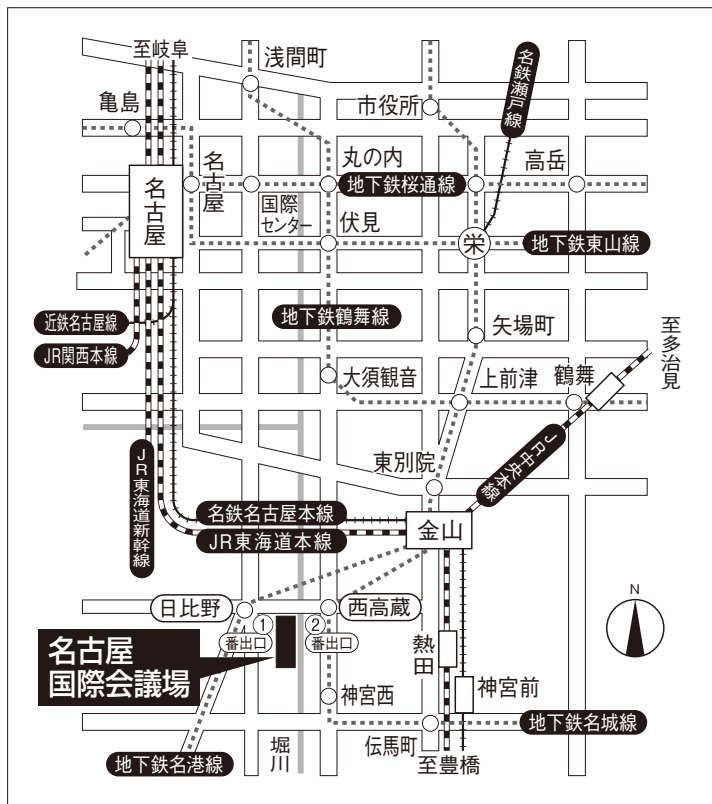 至岐阜
浅間町
名鉄瀬戸線
亀島
市役所
名古屋
名古屋
丸の内
高岳
地下鉄桜通線
国際
センター
伏見
栄
地下鉄東山線
近鉄名古屋線
JR関西本線
地下鉄鶴舞線
矢場町
至多治見
大須観音
上前津
鶴舞
JR東海道新幹線
東別院
JR中央本線
名鉄名古屋本線
JR東海道本線
金山
日比野
西高蔵
N
1
番出口
2
番出口
名古屋
国際会議場
熱田
神宮西
神宮前
堀川
伝馬町
地下鉄名城線
地下鉄名港線
至豊橋